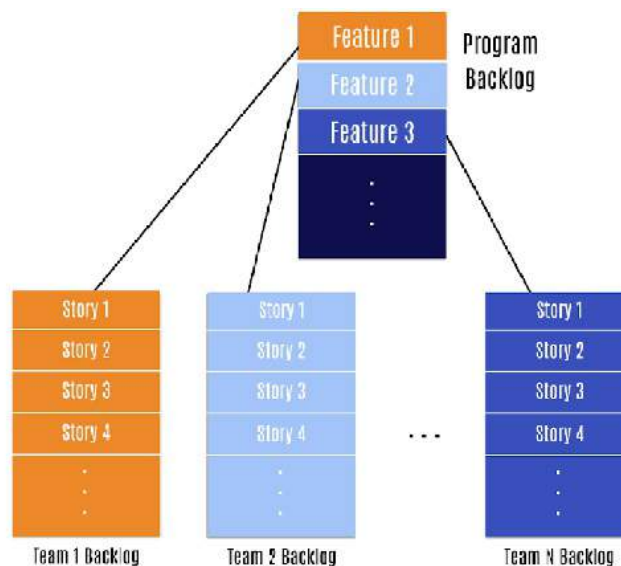 Feature 1
Program
Backlog
Feature 2
Feature 3
.
.
.
Story 1
Story 2
Story 3
Story 4
.
.
.
Team 1 Backlog
Story 1
Story 2
Story 3
Story 4
.
.
.
Team 2 Backlog
...
Story 1
Story 2
Story 3
Story 4
.
.
.
Team N Backlog